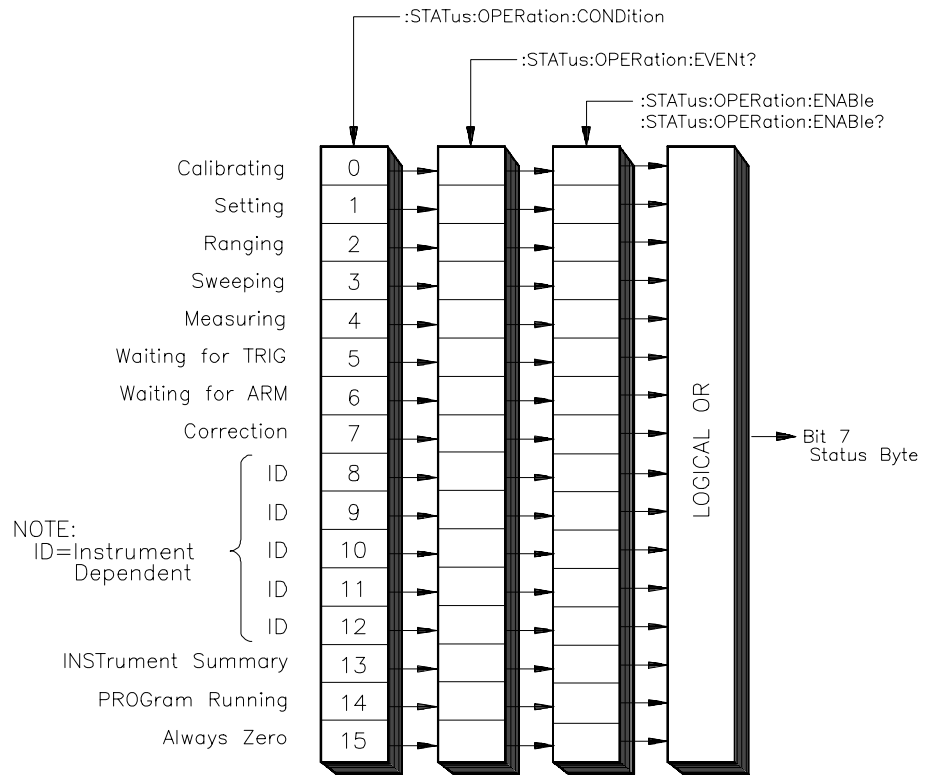 :STATus:OPERation:CONDition
:STATus:OPERation:EVENt?
:STATus:OPERation:ENABle
:STATus:OPERation:ENABle?
Calibrating 0
Setting 1
Ranging 2
Sweeping 3
Measuring 4
Waiting for TRIG 5
Waiting for ARM 6
Correction 7
ID 8
ID 9
ID 10
ID 11
ID 12
INSTrument Summary 13
PROGram Running 14
Always Zero 15
NOTE:
ID=Instrument
Dependent
LOGICAL OR
Bit 7
Status Byte